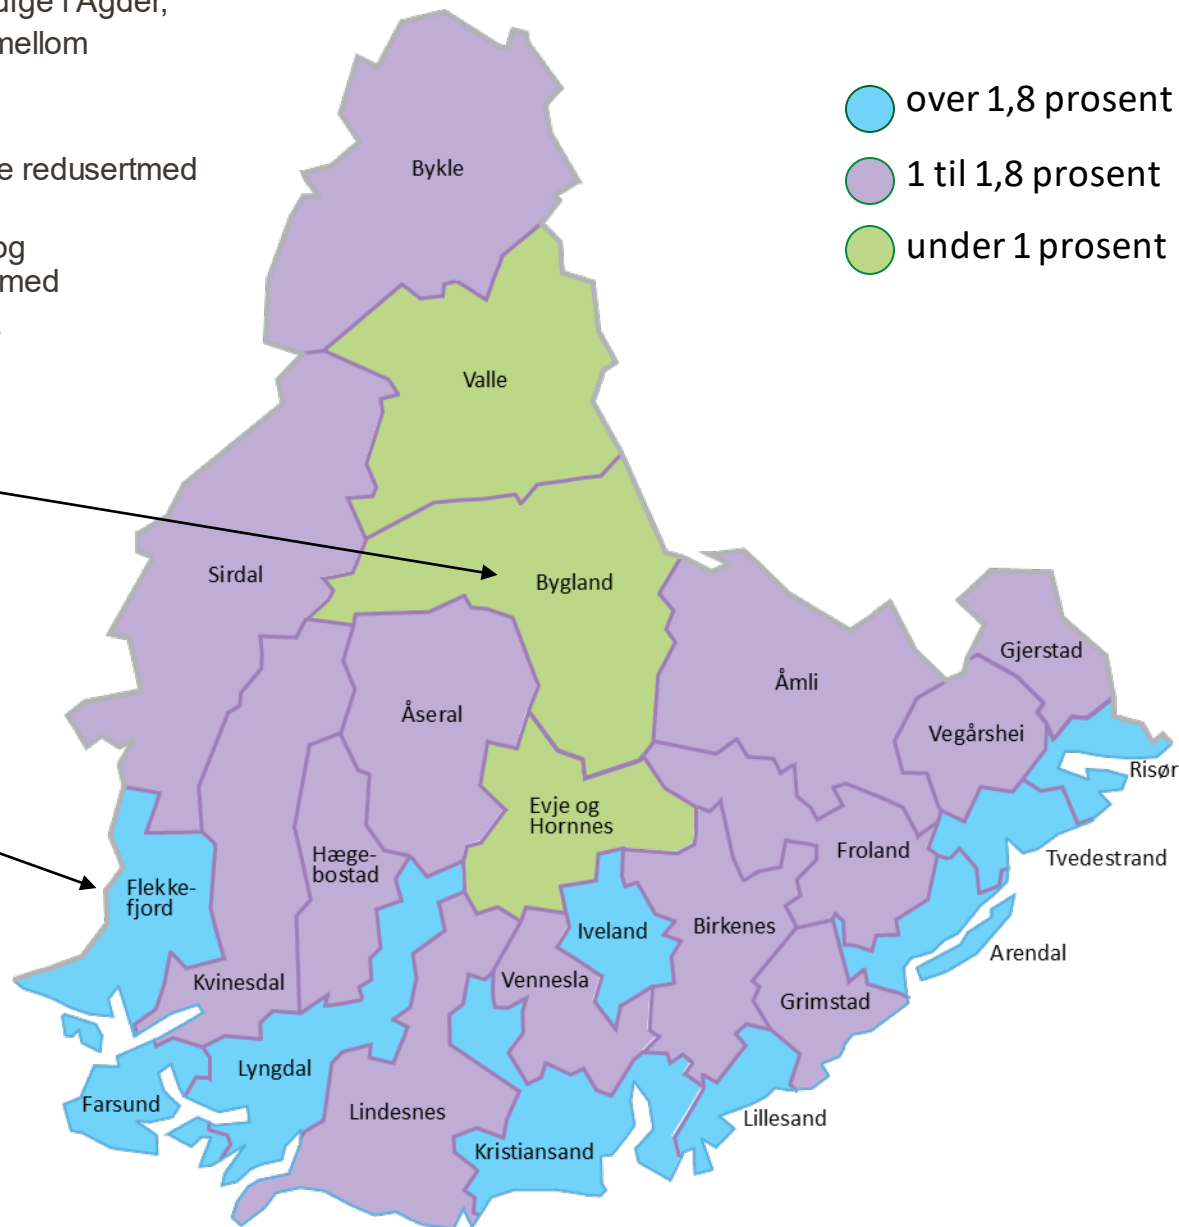 dige i Agder,
mellom
e redusertmed
og
med
over 1,8 prosent
1 til 1,8 prosent
under 1 prosent
Bykle
Valle
Sirdal
Bygland
Gjerstad
Åmli
Åseral
Vegårshei
Risør
Evje og
Hornnes
Froland
Tvedestrand
Hæge-
bostad
Flekke-
fjord
Iveland
Birkenes
Arendal
Kvinesdal
Vennesla
Grimstad
Lyngdal
Farsund
Lindesnes
Lillesand
Kristiansand